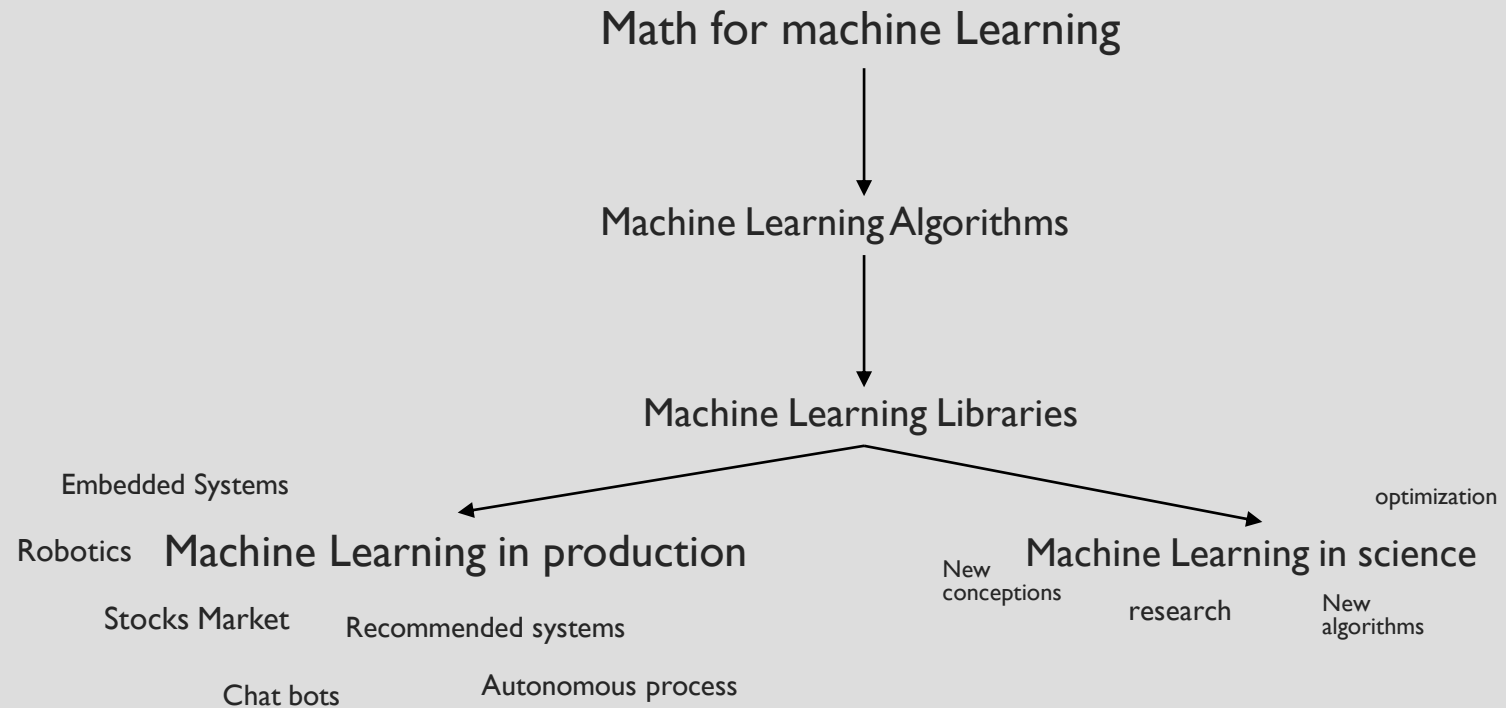 Math for machine Learning
Machine Learning Algorithms
Machine Learning Libraries
Embedded Systems
optimization
Robotics
Machine Learning in production
Machine Learning in science
New
conceptions
Stocks Market
Recommended systems
research
New
algorithms
Chat bots
Autonomous process